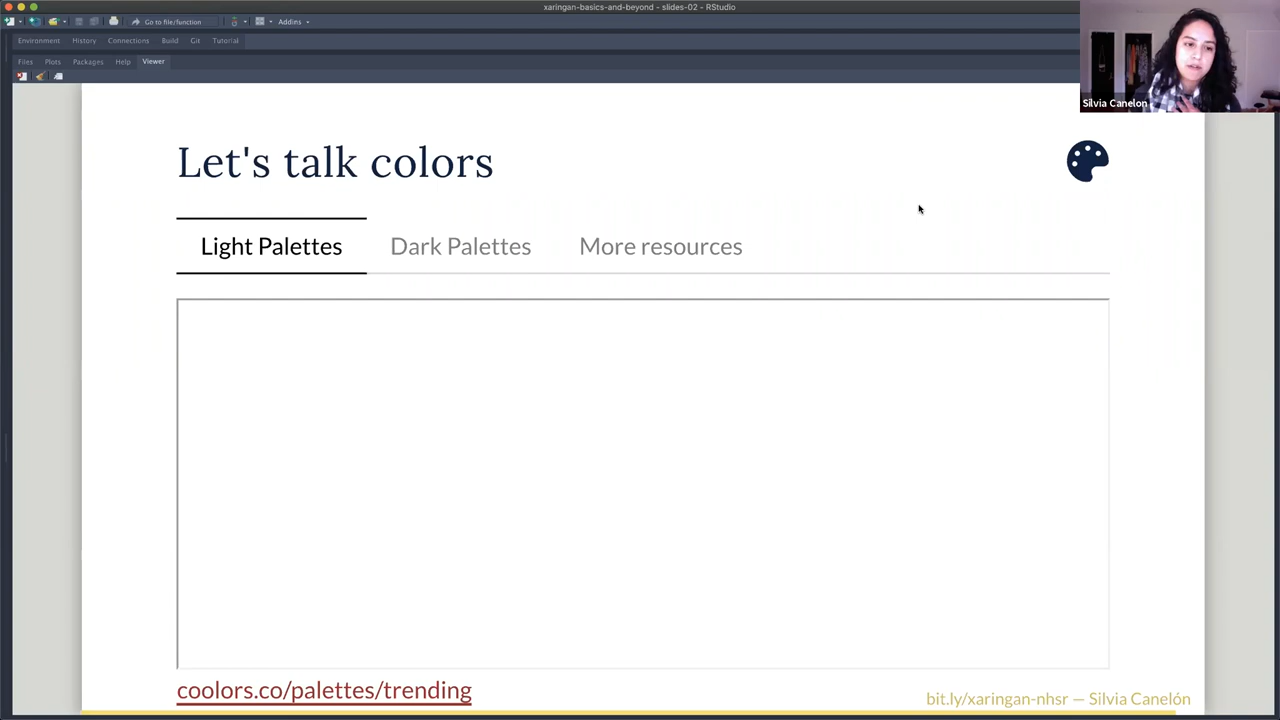 xaringan-basics-and-beyond - slides-02 - RStudio
Go to file/function
Addins
Environment History Connections Build Git Tutorial
Files Plots Packages Help Viewer
Silvia Canelon
Let's talk colors
Light Palettes Dark Palettes More resources
coolors.co/palettes/trending
bit.ly/xaringan-nhsr — Silvia Canelón